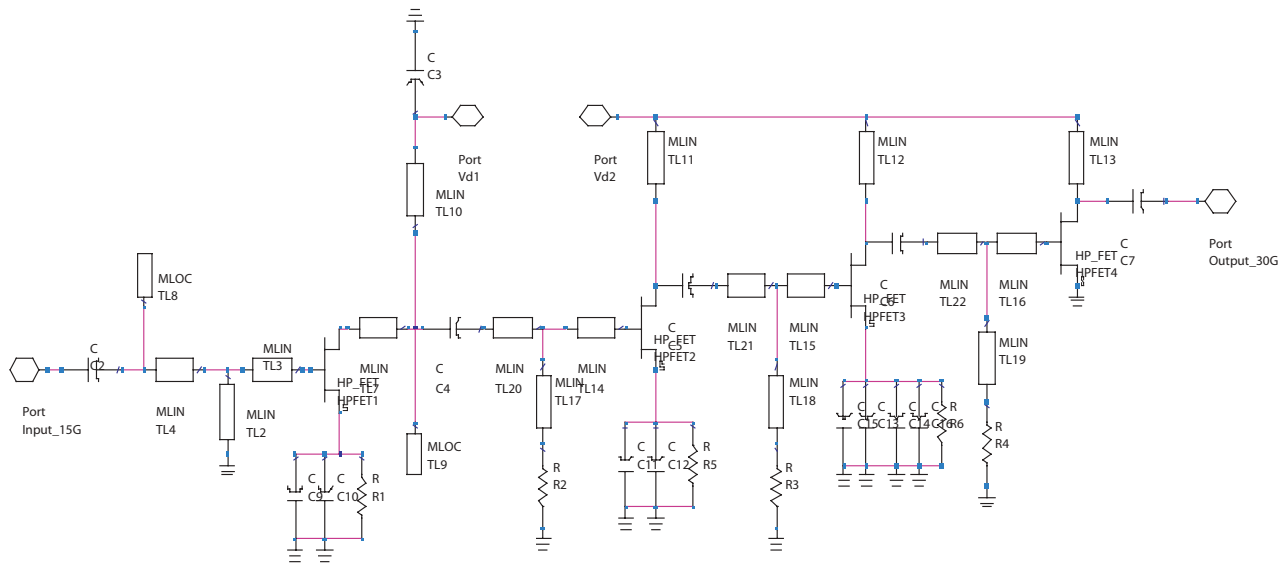 C
C3
Port
Vd1
Port
Vd2
MLIN
TL11
MLIN
TL12
MLIN
TL13
MLIN
TL10
MLOC
TL8
C
C2
MLIN
TL3
MLIN
TL4
MLIN
TL2
Port
Input_15G
HP_FET
HPFET1
MLIN
TL7
C
C4
MLOC
TL9
C
C9
C
C10
R
R1
MLIN
TL20
MLIN
TL17
MLIN
TL14
R
R2
C
C5
HP_FET
HPFET2
C
C11
C
C12
R
R5
MLIN
TL21
MLIN
TL15
MLIN
TL18
R
R3
C
C6
HP_FET
HPFET3
C
C15
C
C13
C
C14
C
C16
R
R6
MLIN
TL22
MLIN
TL16
MLIN
TL19
R
R4
HP_FET
HPFET4
C
C7
Port
Output_30G